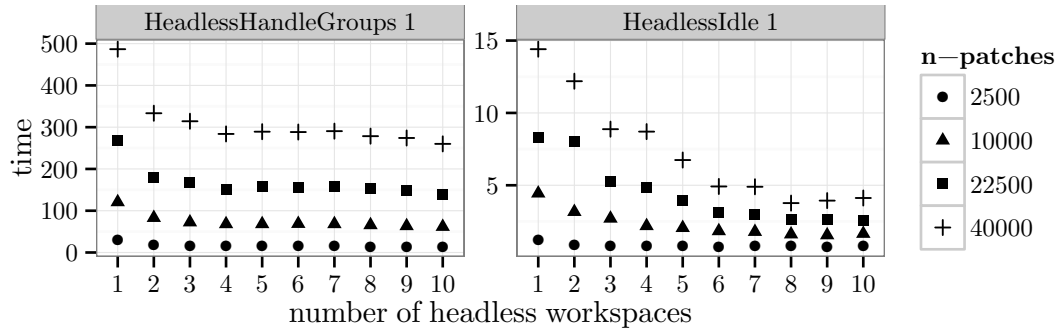 HeadlessHandleGroups 1
HeadlessIdle 1
time
500
400
300
200
100
0
15
10
5
1 2 3 4 5 6 7 8 9 10
1 2 3 4 5 6 7 8 9 10
number of headless workspaces
n−patches
2500
10000
22500
40000